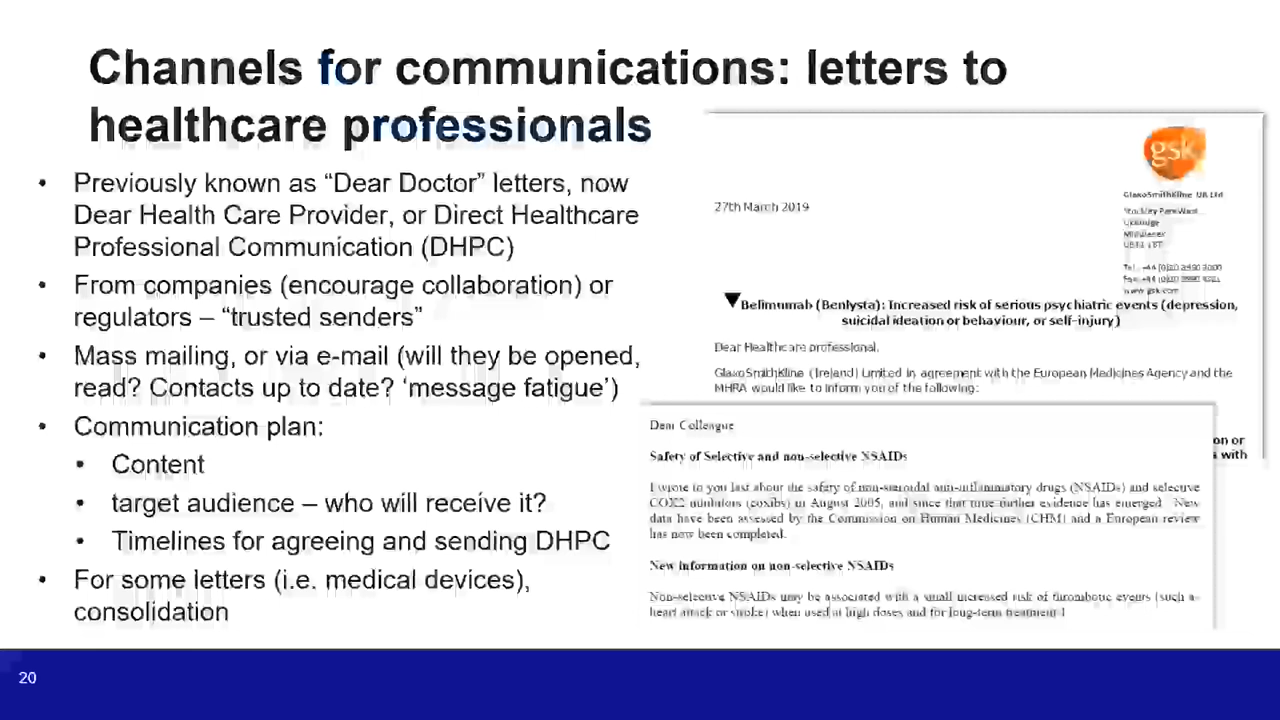 Channels for communications: letters to
healthcare professionals
• Previously known as “Dear Doctor” letters, now
Dear Health Care Provider, or Direct Healthcare
Professional Communication (DHPC)
• From companies (encourage collaboration) or
regulators – “trusted senders”
• Mass mailing, or via e-mail (will they be opened,
read? Contacts up to date? ‘message fatigue’)
• Communication plan:
• Content
• target audience – who will receive it?
• Timelines for agreeing and sending DHPC
• For some letters (i.e. medical devices),
consolidation
gsk
GlaxoSmithKline UK Ltd
27th March 2019
www.gsk.com
▼Belimumab (Benlysta): Increased risk of serious psychiatric events (depression,
suicidal ideation or behaviour, or self-injury)
Dear Healthcare professional,
GlaxoSmithKline (Ireland) Limited in agreement with the European Medicines Agency and the
MHRA would like to inform you of the following:
on or
s with
Dear Colleague
Safety of Selective and non-selective NSAIDs
I wrote to you last about the safety of non-steroidal anti-inflammatory drugs (NSAIDs) and selective
COX2 inhibitors (coxibs) in August 2005, and since that time further evidence has emerged. New
data have been assessed by the Commission on Human Medicines (CHM) and a European review
has now been completed.
New information on non-selective NSAIDs
Non-selective NSAIDs may be associated with a small increased risk of thrombotic events (such as
heart attack or stroke) when used at high doses and for long-term treatment
20